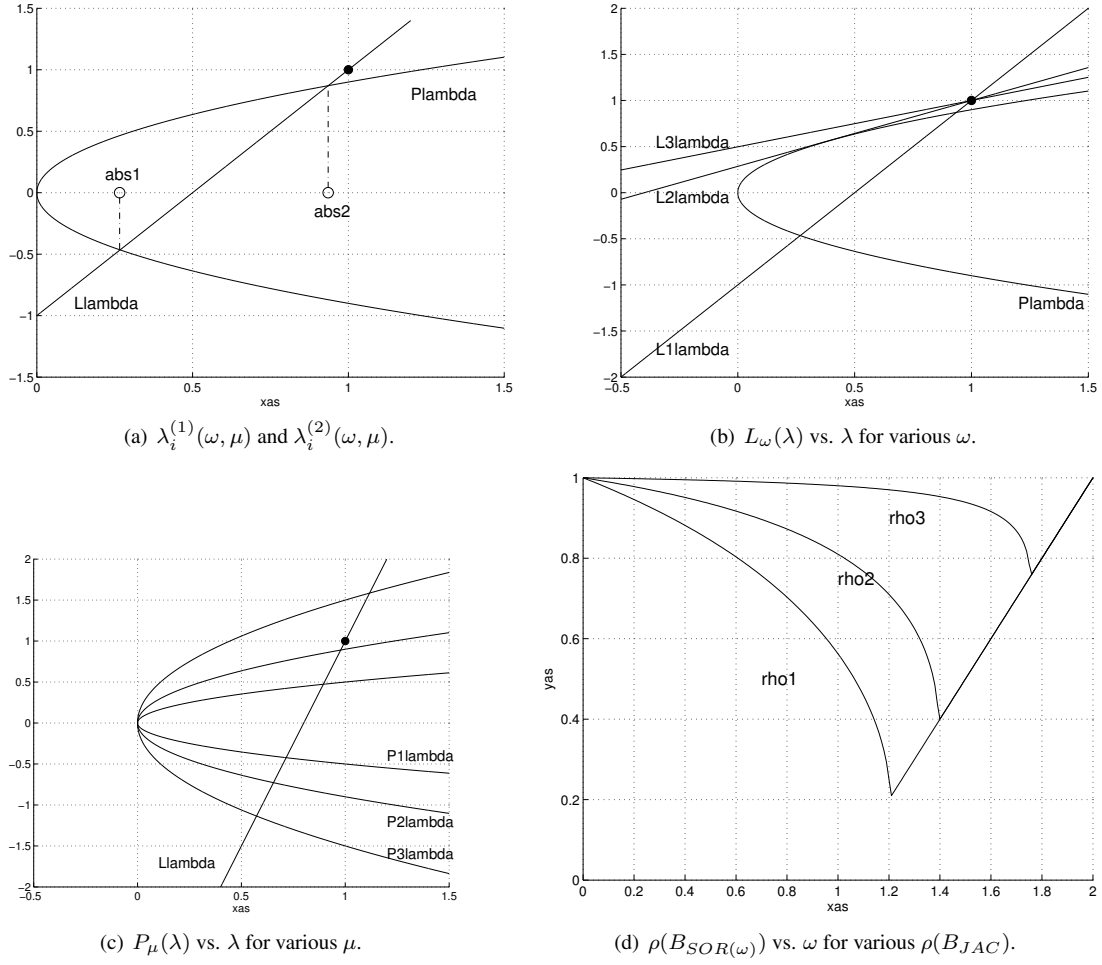 1.5
1
0.5
0
−0.5
−1
−1.5
Plambda
abs1
abs2
Llambda
0
0.5
1
1.5
xas
(a) λ_i^(1)(ω, μ) and λ_i^(2)(ω, μ).
2
1.5
1
0.5
0
−0.5
−1
−1.5
−2
L3lambda
L2lambda
Plambda
L1lambda
−0.5
0
0.5
1
1.5
xas
(b) L_ω(λ) vs. λ for various ω.
2
1.5
1
0.5
0
−0.5
−1
−1.5
−2
P1lambda
P2lambda
P3lambda
Llambda
−0.5
0
0.5
1
1.5
xas
(c) P_μ(λ) vs. λ for various μ.
1
0.8
0.6
0.4
0.2
0
yas
rho3
rho2
rho1
0
0.2
0.4
0.6
0.8
1
1.2
1.4
1.6
1.8
2
xas
(d) ρ(B_SOR(ω)) vs. ω for various ρ(B_JAC).